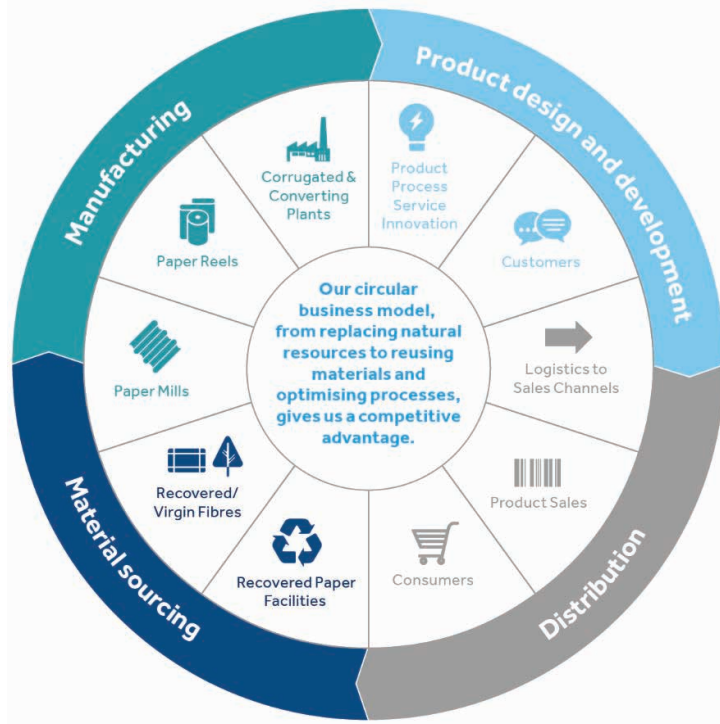 Manufacturing
Product design and development
Distribution
Material sourcing
Product
Process
Service
Innovation
Customers
Logistics to
Sales Channels
Product Sales
Consumers
Recovered Paper
Facilities
Recovered/
Virgin Fibres
Paper Mills
Paper Reels
Corrugated &
Converting
Plants
Our circular
business model,
from replacing natural
resources to reusing
materials and
optimising processes,
gives us a competitive
advantage.